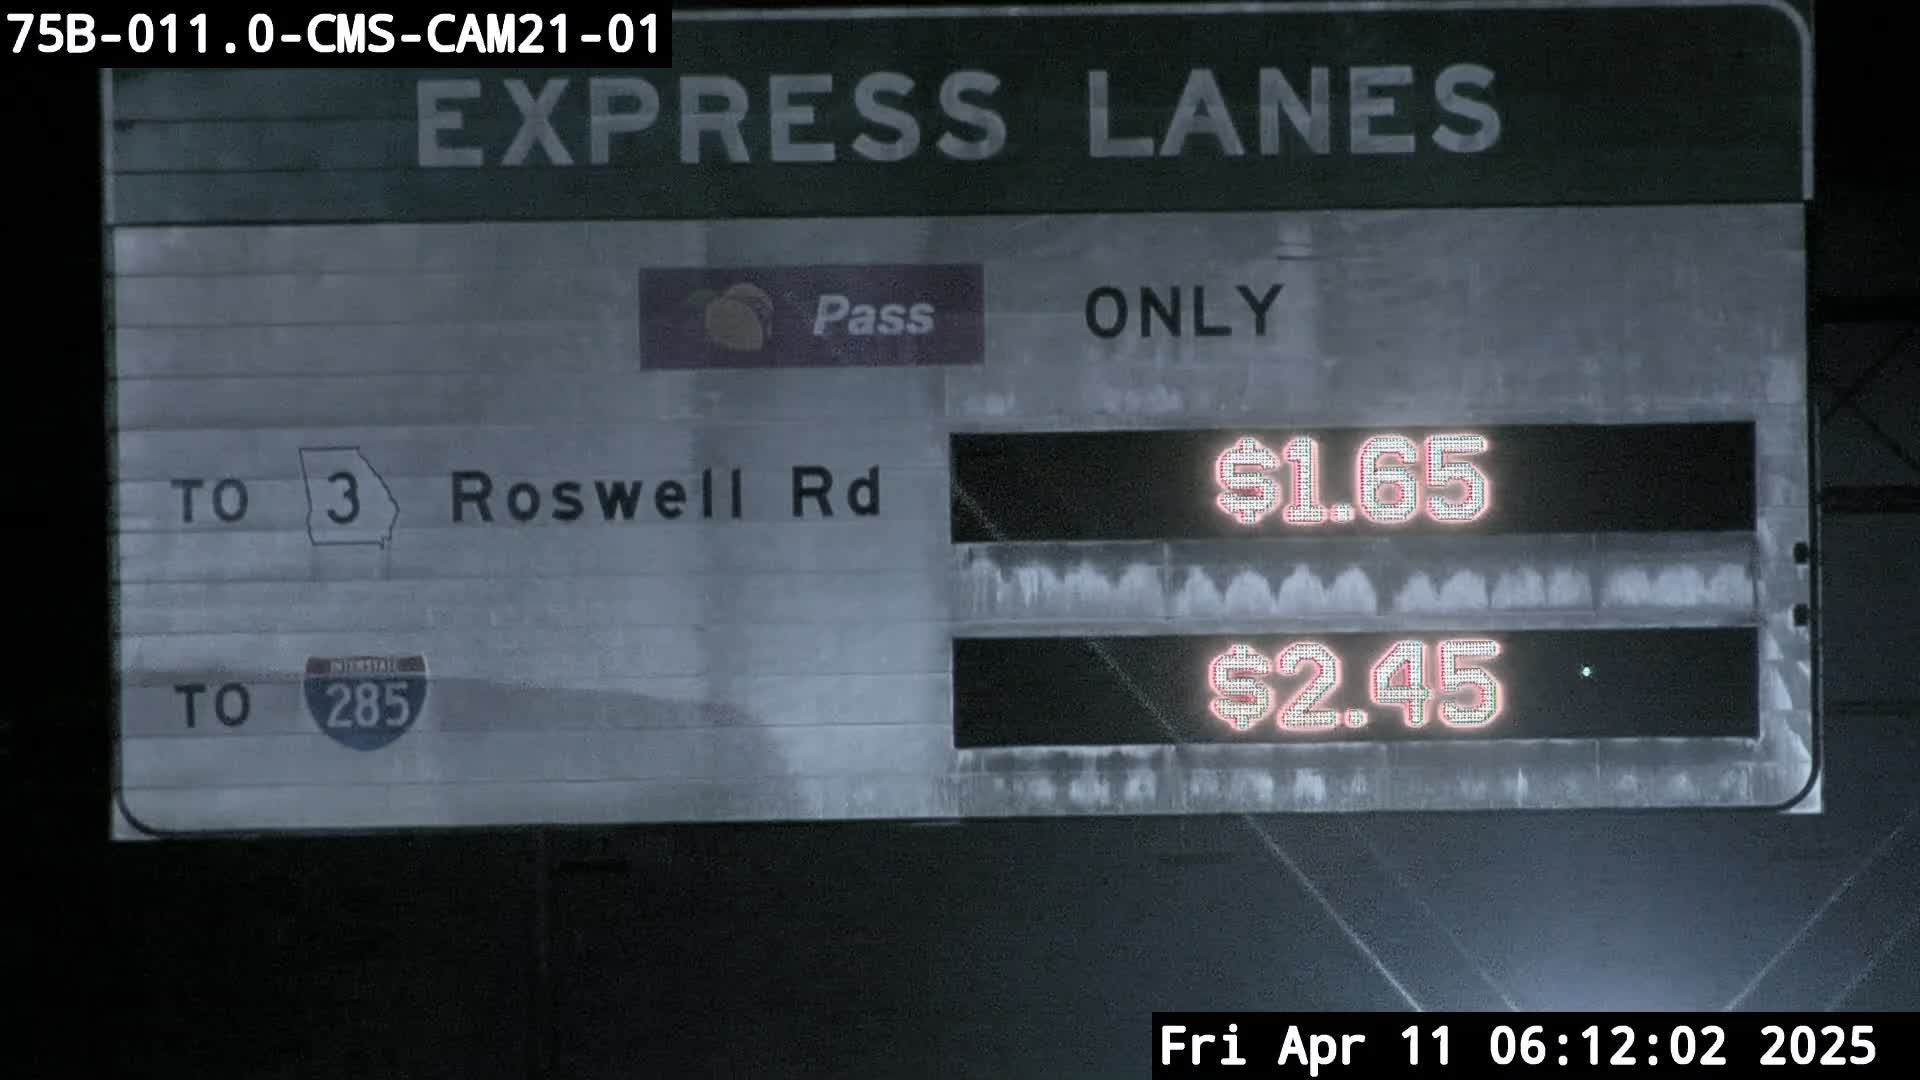 75B-011.0-CMS-CAM21-01
EXPRESS LANES
Pass ONLY
TO 3 Roswell Rd $1.65
INTERSTATE
TO 285 $2.45
Fri Apr 11 06:12:02 2025